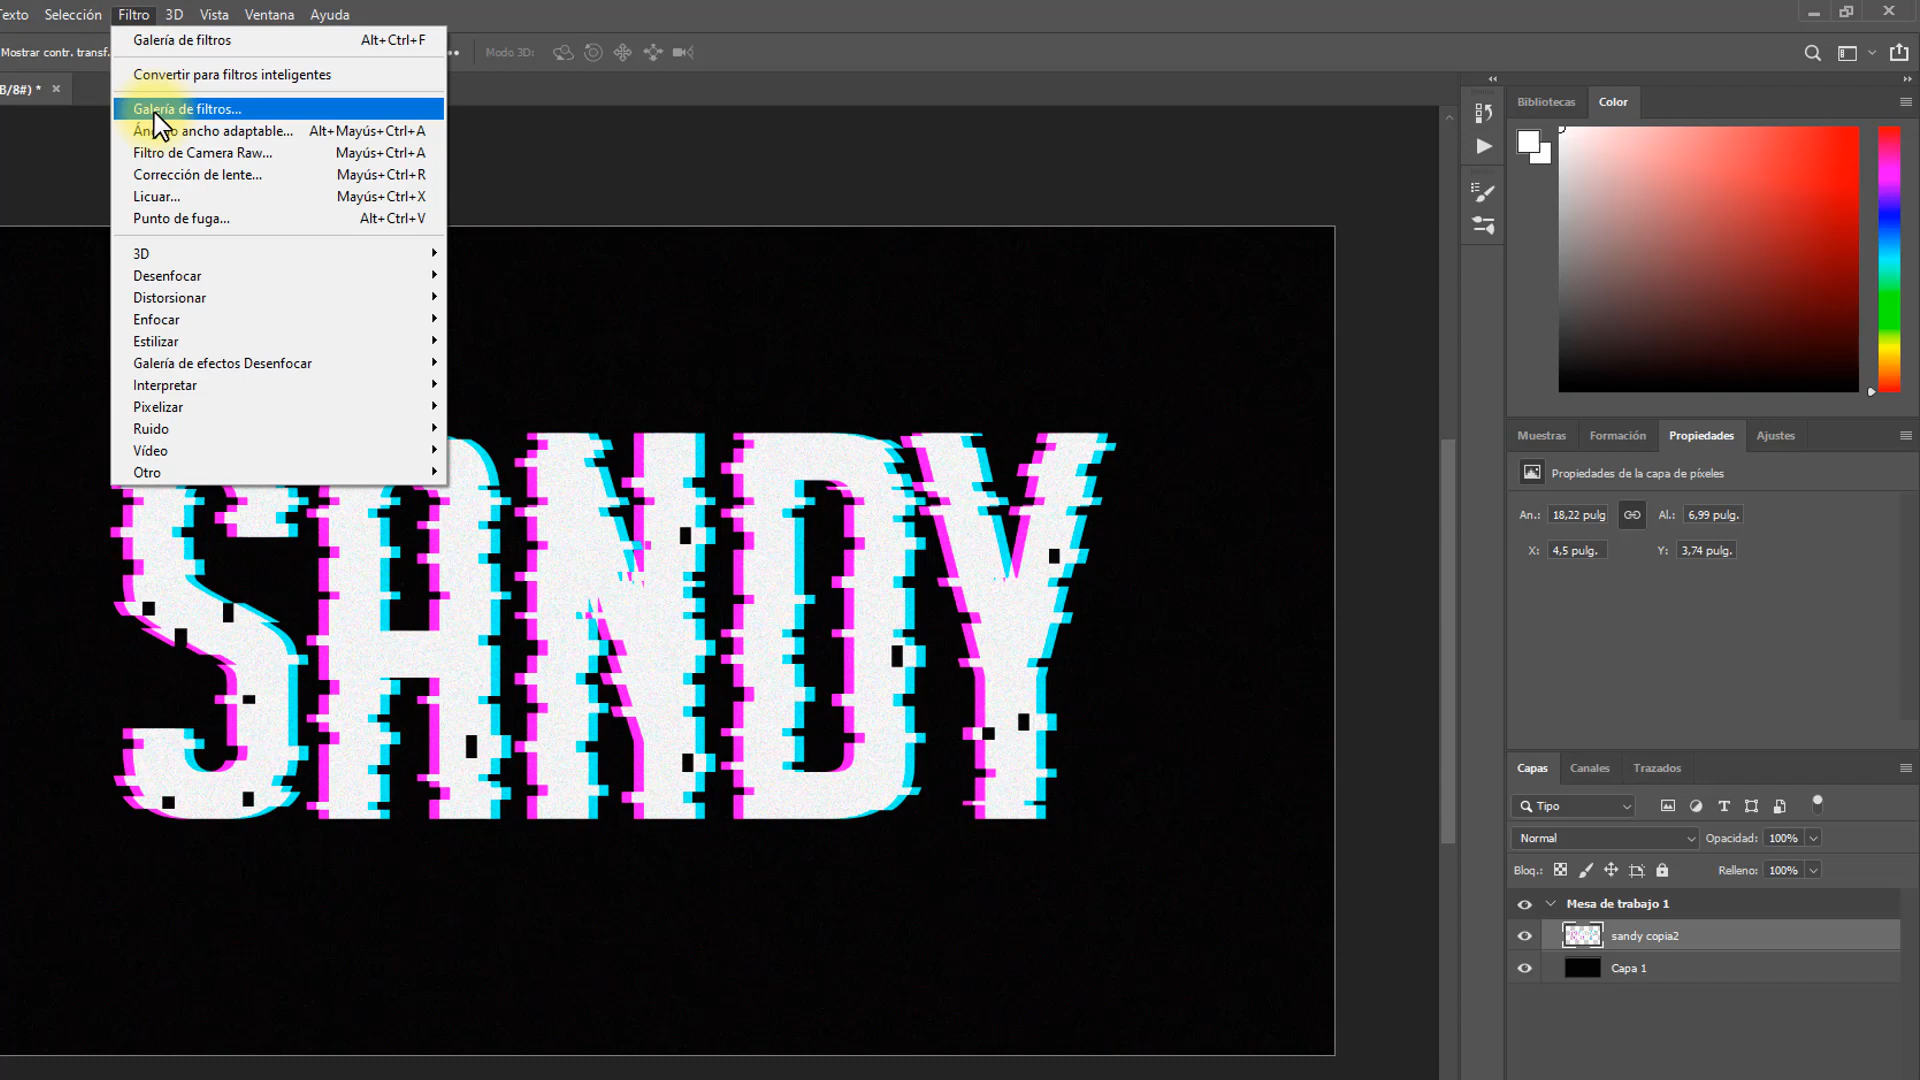 Texto Selección Filtro 3D Vista Ventana Ayuda
Mostrar contr. transf.
Modo 3D:
B/8#) *
Galería de filtros Alt+Ctrl+F
Convertir para filtros inteligentes
Galería de filtros...
ancho adaptable... Alt+Mayús+Ctrl+A
Filtro de Camera Raw... Mayús+Ctrl+A
Corrección de lente... Mayús+Ctrl+R
Licuar... Mayús+Ctrl+X
Punto de fuga... Alt+Ctrl+V
3D
Desenfocar
Distorsionar
Enfocar
Estilizar
Galería de efectos Desenfocar
Interpretar
Pixelizar
Ruido
Vídeo
Otro
SANDY
Bibliotecas Color
Muestras Formación Propiedades Ajustes
Propiedades de la capa de píxeles
An.: 18,22 pulg Al.: 6,99 pulg.
X: 4,5 pulg. Y: 3,74 pulg.
Capas Canales Trazados
Tipo
Normal Opacidad: 100%
Bloq.: Relleno: 100%
Mesa de trabajo 1
sandy copia2
Capa 1